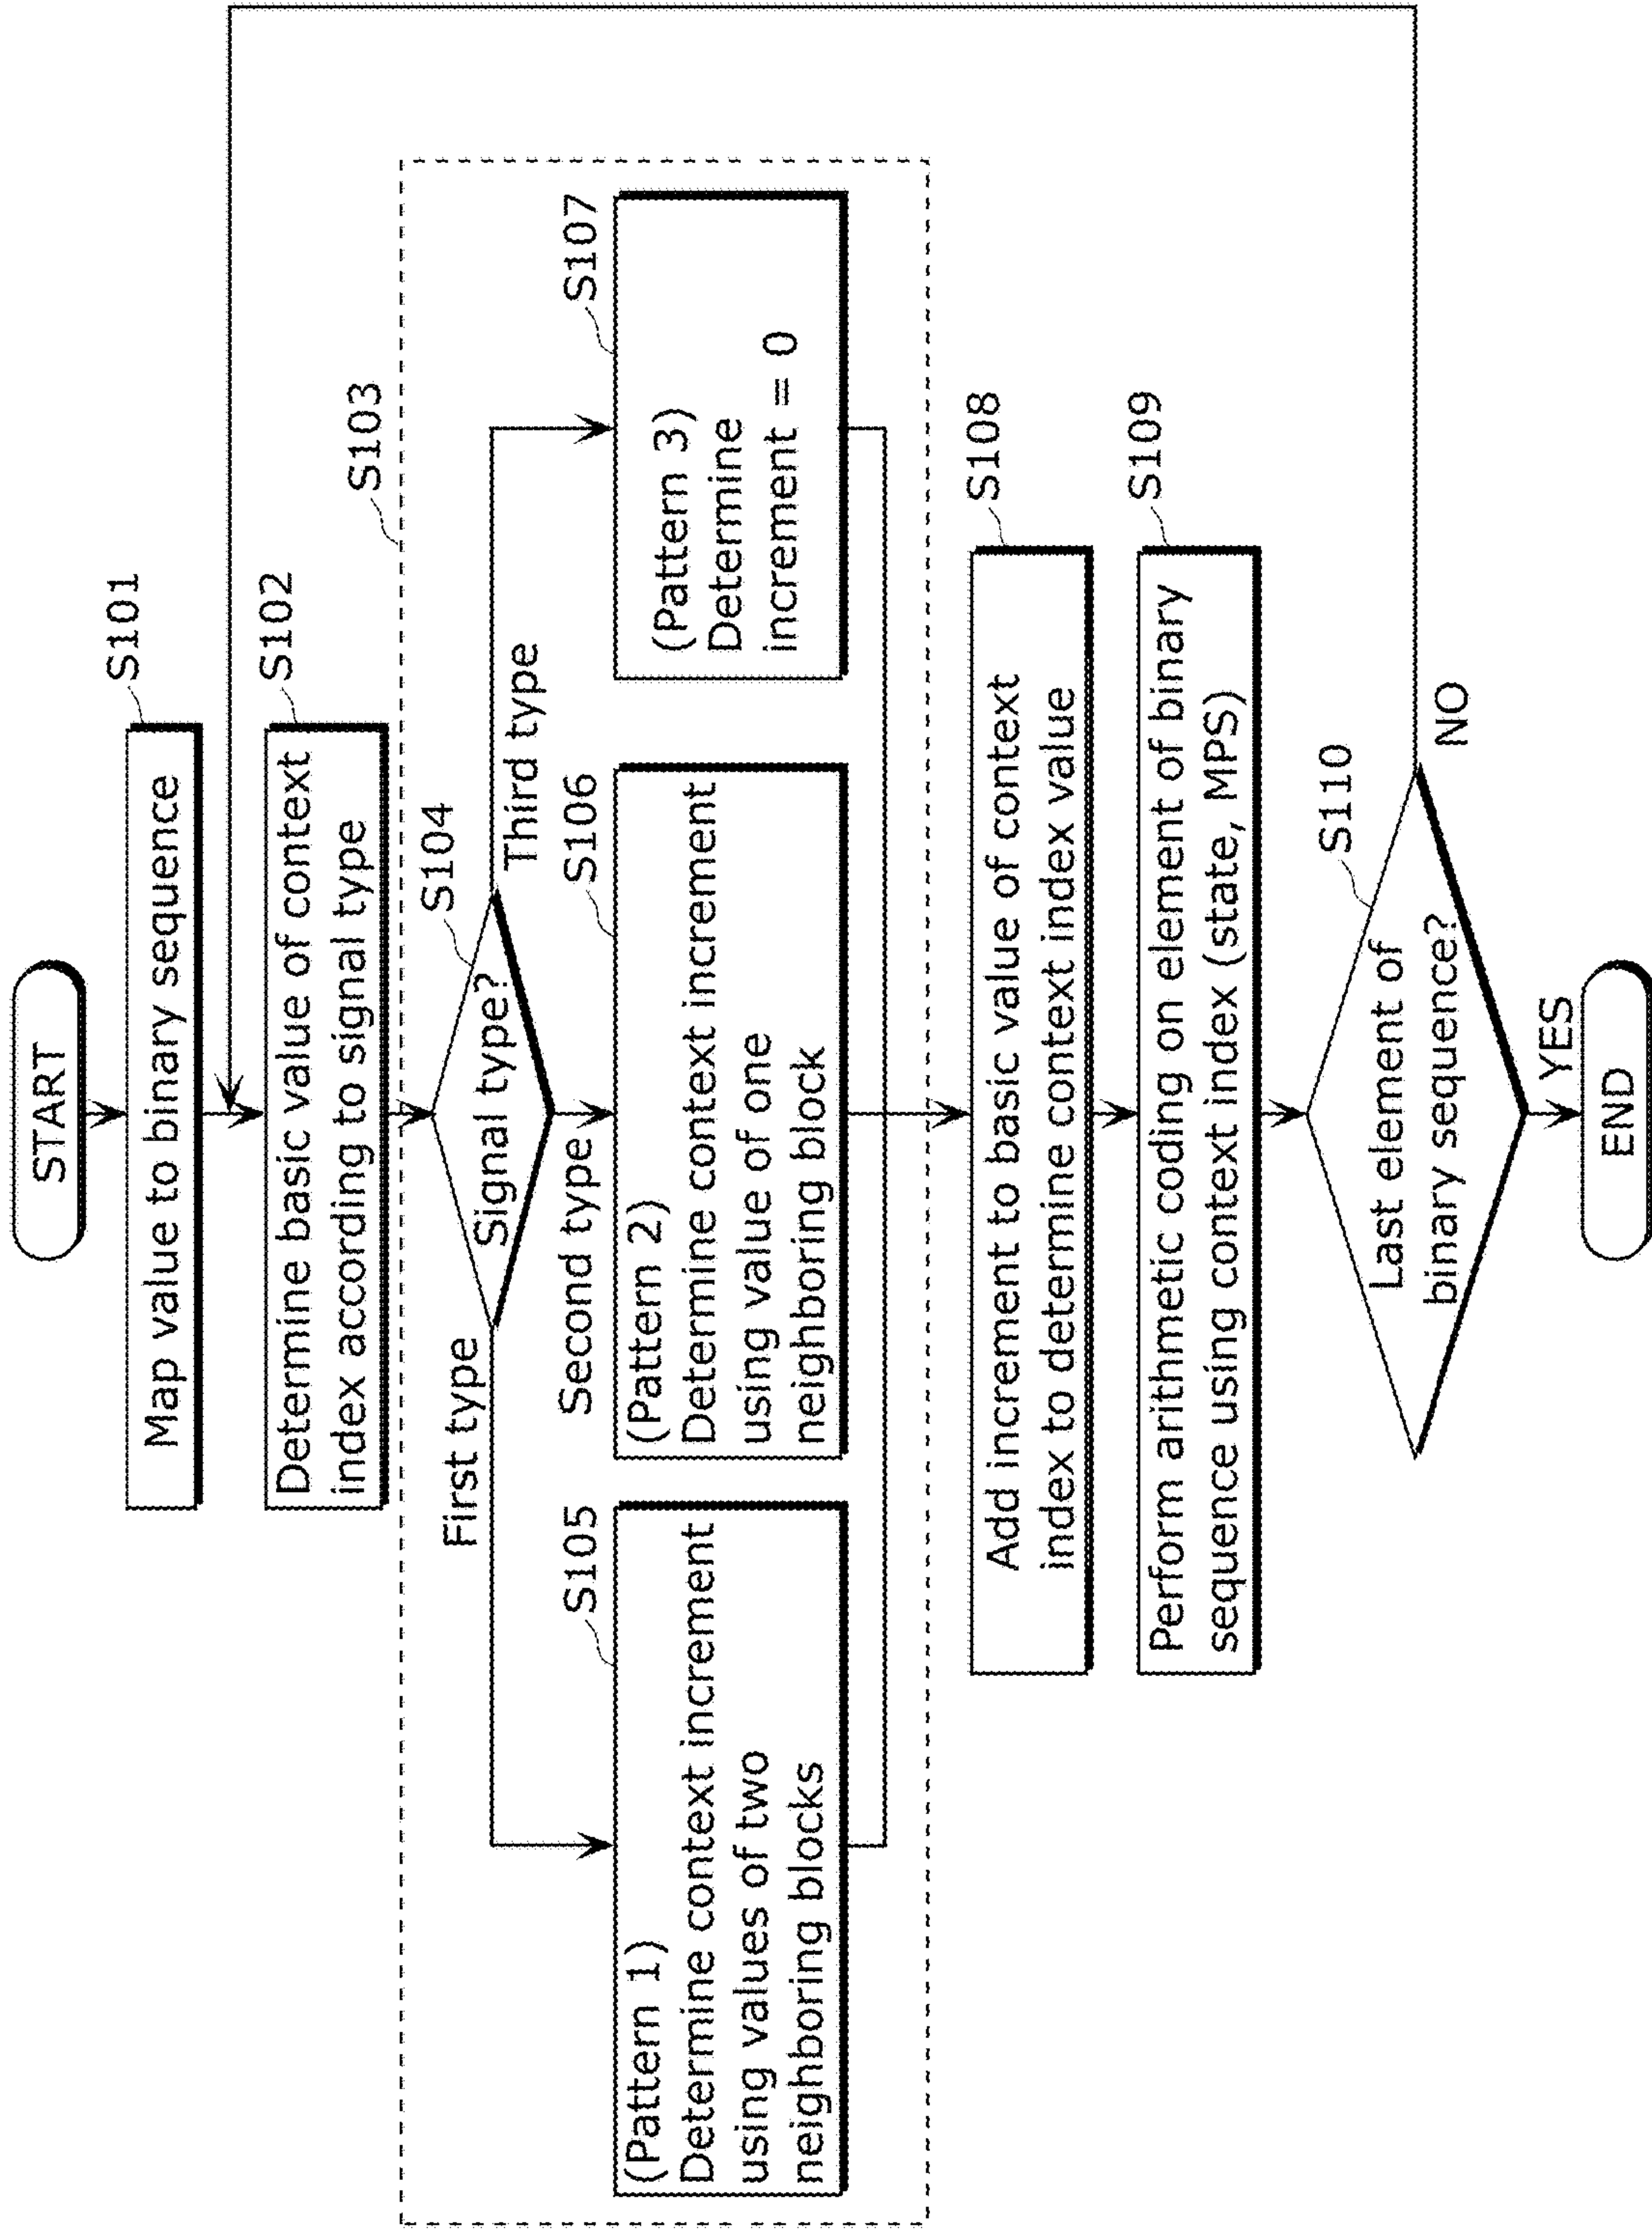 START
S101
Map value to binary sequence
S102
Determine basic value of context
index according to signal type
S103
S104
Signal type?
First type
Second type
Third type
S105
(Pattern 1)
Determine context increment
using values of two
neighboring blocks
S106
(Pattern 2)
Determine context increment
using value of one
neighboring block
S107
(Pattern 3)
Determine
increment = 0
S108
Add increment to basic value of context
index to determine context index value
S109
Perform arithmetic coding on element of binary
sequence using context index (state, MPS)
S110
Last element of
binary sequence?
NO
YES
END